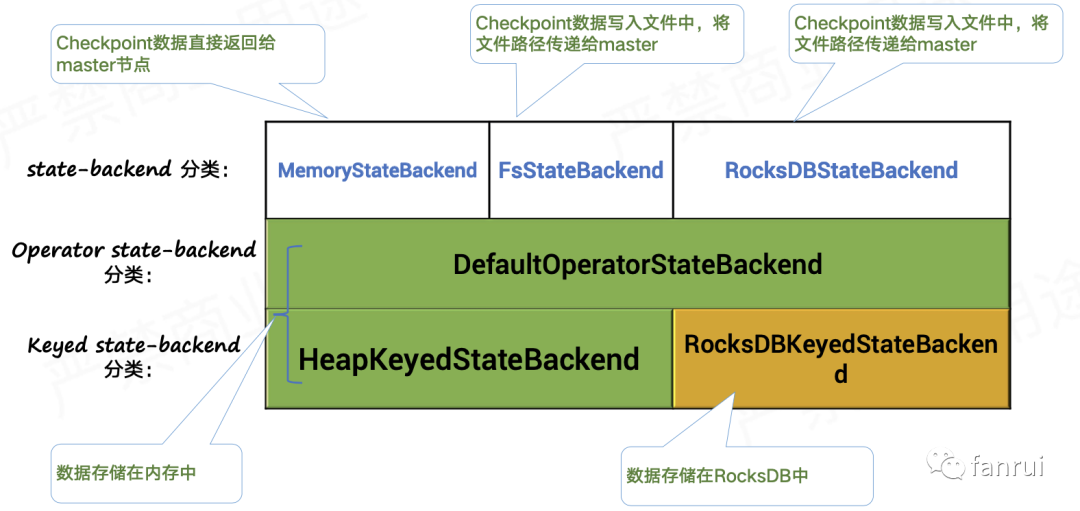 Checkpoint数据直接返回给
master节点
Checkpoint数据写入文件中，将
文件路径传递给master
Checkpoint数据写入文件中，将
文件路径传递给master
state-backend 分类：
MemoryStateBackend
FsStateBackend
RocksDBStateBackend
Operator state-backend
分类：
DefaultOperatorStateBackend
Keyed state-backend
分类：
HeapKeyedStateBackend
RocksDBKeyedStateBacken
d
数据存储在内存中
数据存储在RocksDB中
fanrui